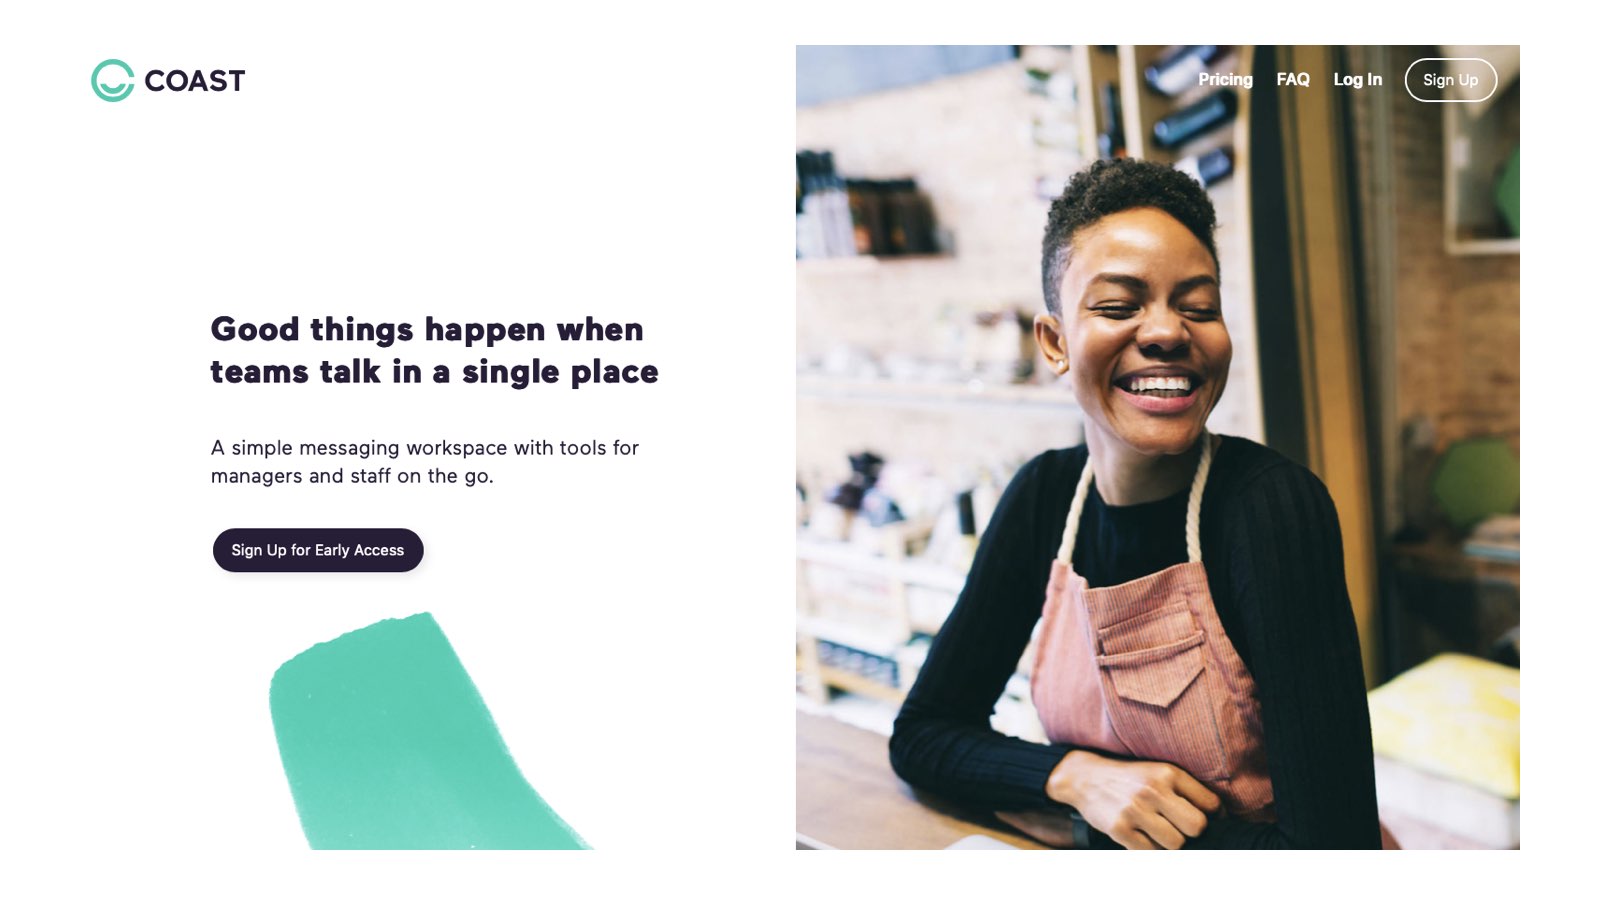 COAST
Pricing FAQ Log In Sign Up
Good things happen when
teams talk in a single place
A simple messaging workspace with tools for
managers and staff on the go.
Sign Up for Early Access